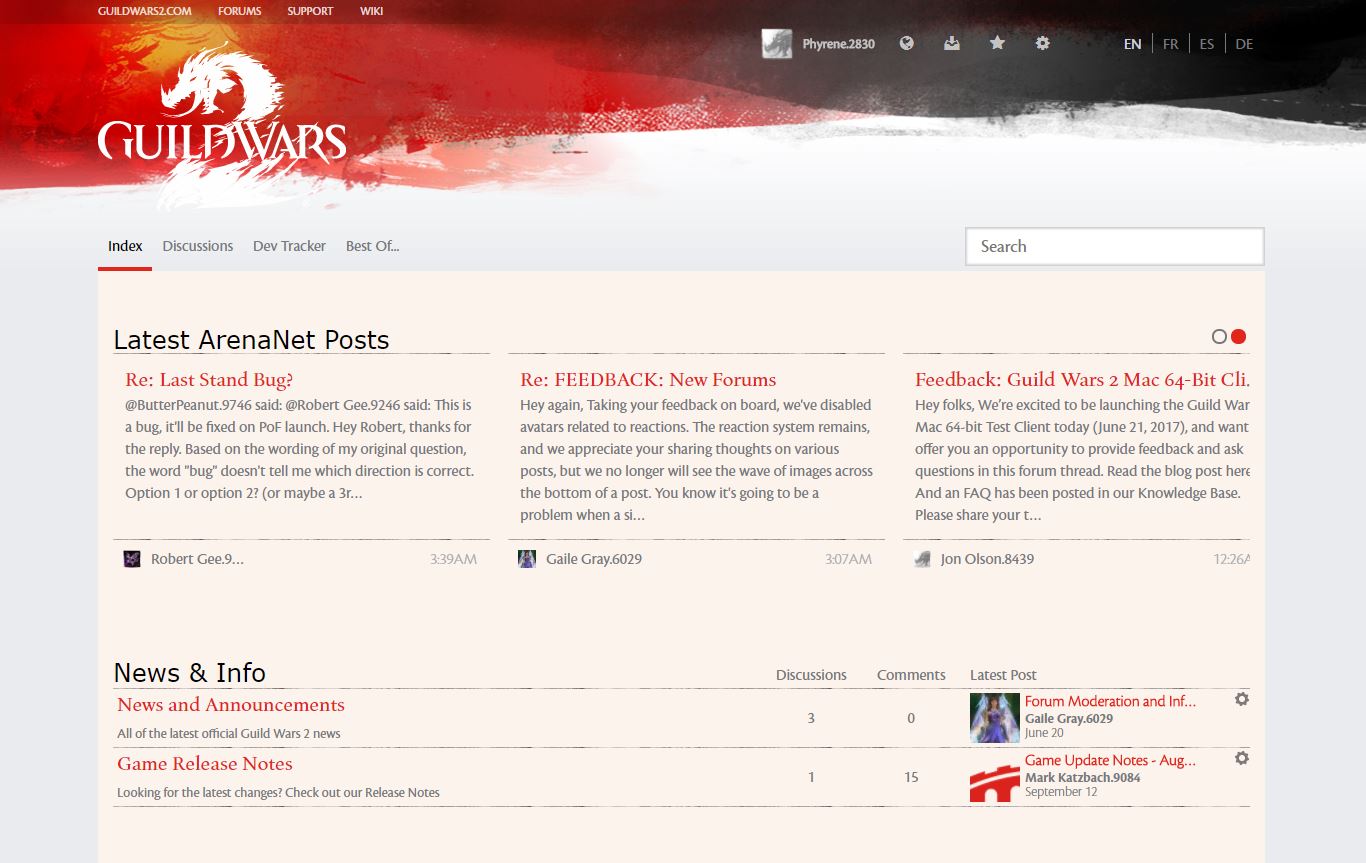 GUILDWARS2.COM FORUMS SUPPORT WIKI
Phyrene.2830
EN FR ES DE
GUILD WARS
Index Discussions Dev Tracker Best Of...
Search
Latest ArenaNet Posts
Re: Last Stand Bug?
@ButterPeanut.9746 said: @Robert Gee.9246 said: This is
a bug, it'll be fixed on PoF launch. Hey Robert, thanks for
the reply. Based on the wording of my original question,
the word "bug" doesn't tell me which direction is correct.
Option 1 or option 2? (or maybe a 3r...
Robert Gee.9... 3:39AM
Re: FEEDBACK: New Forums
Hey again, Taking your feedback on board, we've disabled
avatars related to reactions. The reaction system remains,
and we appreciate your sharing thoughts on various
posts, but we no longer will see the wave of images across
the bottom of a post. You know it's going to be a
problem when a si...
Gaile Gray.6029 3:07AM
Feedback: Guild Wars 2 Mac 64-Bit Cli.
Hey folks, We're excited to be launching the Guild War
Mac 64-bit Test Client today (June 21, 2017), and want
offer you an opportunity to provide feedback and ask
questions in this forum thread. Read the blog post here
And an FAQ has been posted in our Knowledge Base.
Please share your t...
Jon Olson.8439 12:26A
News & Info Discussions Comments Latest Post
News and Announcements
All of the latest official Guild Wars 2 news
3 0
Forum Moderation and Inf...
Gaile Gray.6029
June 20
Game Release Notes
Looking for the latest changes? Check out our Release Notes
1 15
Game Update Notes - Aug...
Mark Katzbach.9084
September 12